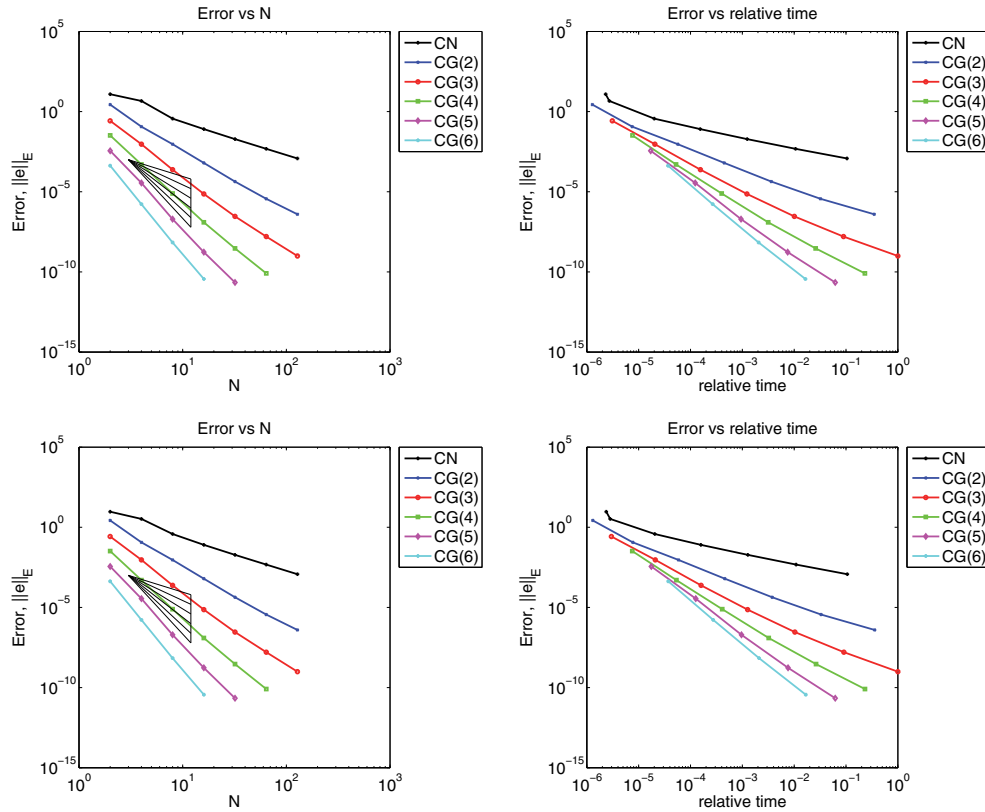 Error vs N
Error, ||e||_E
10^5
10^0
10^-5
10^-10
10^-15
10^0
10^1
10^2
10^3
N
CN
CG(2)
CG(3)
CG(4)
CG(5)
CG(6)
Error vs relative time
Error, ||e||_E
10^5
10^0
10^-5
10^-10
10^-15
10^-6
10^-5
10^-4
10^-3
10^-2
10^-1
10^0
relative time
CN
CG(2)
CG(3)
CG(4)
CG(5)
CG(6)
Error vs N
Error, ||e||_E
10^5
10^0
10^-5
10^-10
10^-15
10^0
10^1
10^2
10^3
N
CN
CG(2)
CG(3)
CG(4)
CG(5)
CG(6)
Error vs relative time
Error, ||e||_E
10^5
10^0
10^-5
10^-10
10^-15
10^-6
10^-5
10^-4
10^-3
10^-2
10^-1
10^0
relative time
CN
CG(2)
CG(3)
CG(4)
CG(5)
CG(6)